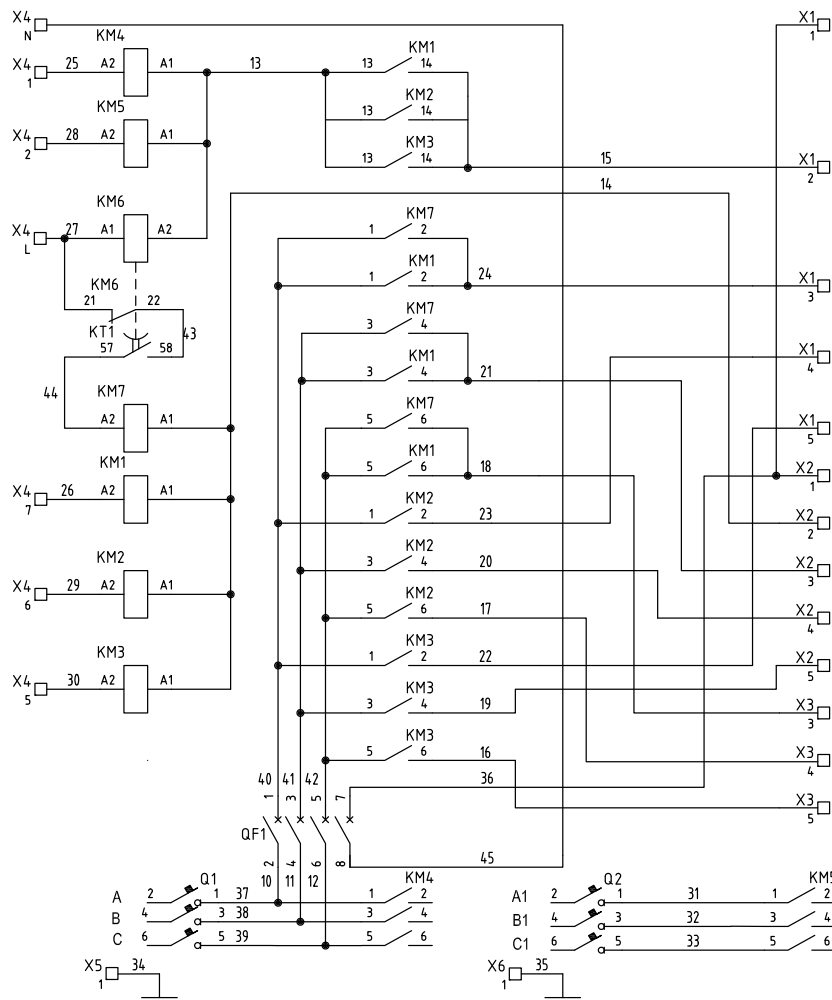 X4 N X1 1
KM4 KM1
X4 1 25 A2 A1 13 13 14
KM5 KM2
13 14
X4 2 28 A2 A1 KM3
13 14 15 X1 2
14
KM6 KM7
X4 L 27 A1 A2 1 2
KM6 KM1
1 2 24 X1 3
21 22 KM7
KT1 43 3 4
57 58 KM1 X1 4
44 3 4 21
KM7 KM7
A2 A1 5 6 X1 5
KM1 KM1
5 6 18 X2 1
X4 7 26 A2 A1 KM2
1 2 23 X2 2
KM2 KM2
3 4 20 X2 3
X4 6 29 A2 A1 KM2
5 6 17 X2 4
KM3 KM3
1 2 22 X2 5
X4 5 30 A2 A1 KM3
3 4 19 X3 3
KM3
5 6 16 X3 4
40 41 42 36
1 3 5 7 X3 5
QF1
2 4 6 8 45
10 11 12
Q1 KM4 Q2 KM5
A 2 1 37 1 2 A1 2 1 31 1 2
B 4 3 38 3 4 B1 4 3 32 3 4
C 6 5 39 5 6 C1 6 5 33 5 6
X5 1 34 X6 1 35